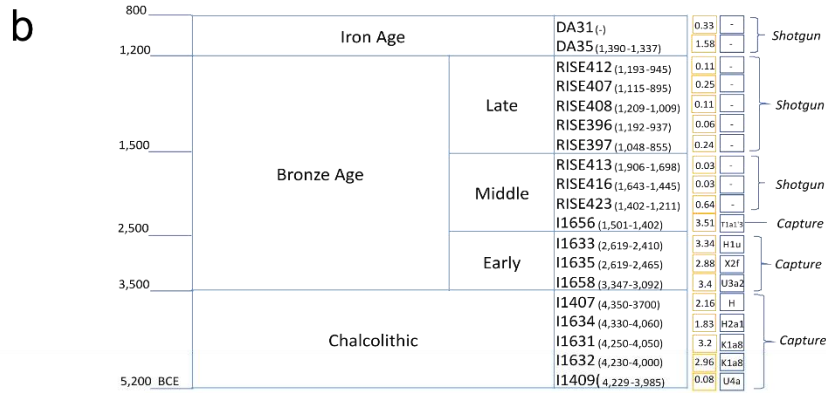 b
800
Iron Age
DA31 (-) 0.33 -
DA35 (1,390-1,337) 1.58 -
Shotgun
1,200
Bronze Age
Late
RISE412 (1,193-945) 0.11 -
RISE407 (1,115-895) 0.25 -
RISE408 (1,209-1,009) 0.11 -
RISE396 (1,192-937) 0.06 -
RISE397 (1,048-855) 0.24 -
Shotgun
1,500
Middle
RISE413 (1,906-1,698) 0.03 -
RISE416 (1,643-1,445) 0.03 -
RISE423 (1,402-1,211) 0.64 -
Shotgun
I1656 (1,501-1,402) 3.51 T1a1'3 Capture
2,500
Early
I1633 (2,619-2,410) 3.34 H1u
I1635 (2,619-2,465) 2.88 X2f
I1658 (3,347-3,092) 3.4 U3a2
Capture
3,500
Chalcolithic
I1407 (4,350-3700) 2.16 H
I1634 (4,330-4,060) 1.83 H2a1
I1631 (4,250-4,050) 3.2 K1a8
I1632 (4,230-4,000) 2.96 K1a8
I1409( 4,229-3,985) 0.08 U4a
Capture
5,200 BCE